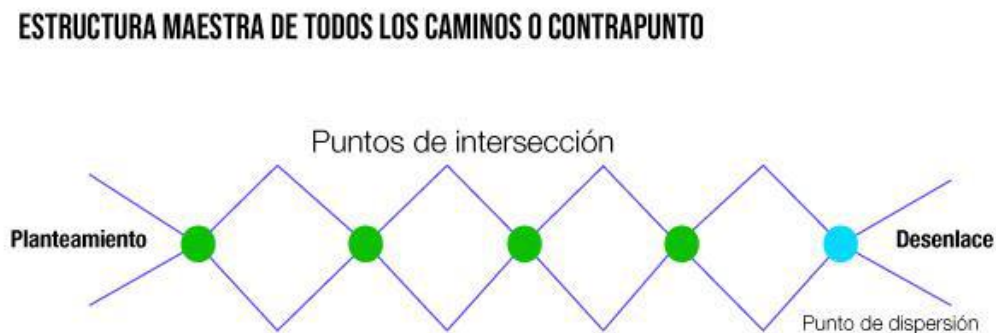 ESTRUCTURA MAESTRA DE TODOS LOS CAMINOS O CONTRAPUNTO
Puntos de intersección
Planteamiento
Desenlace
Punto de dispersión